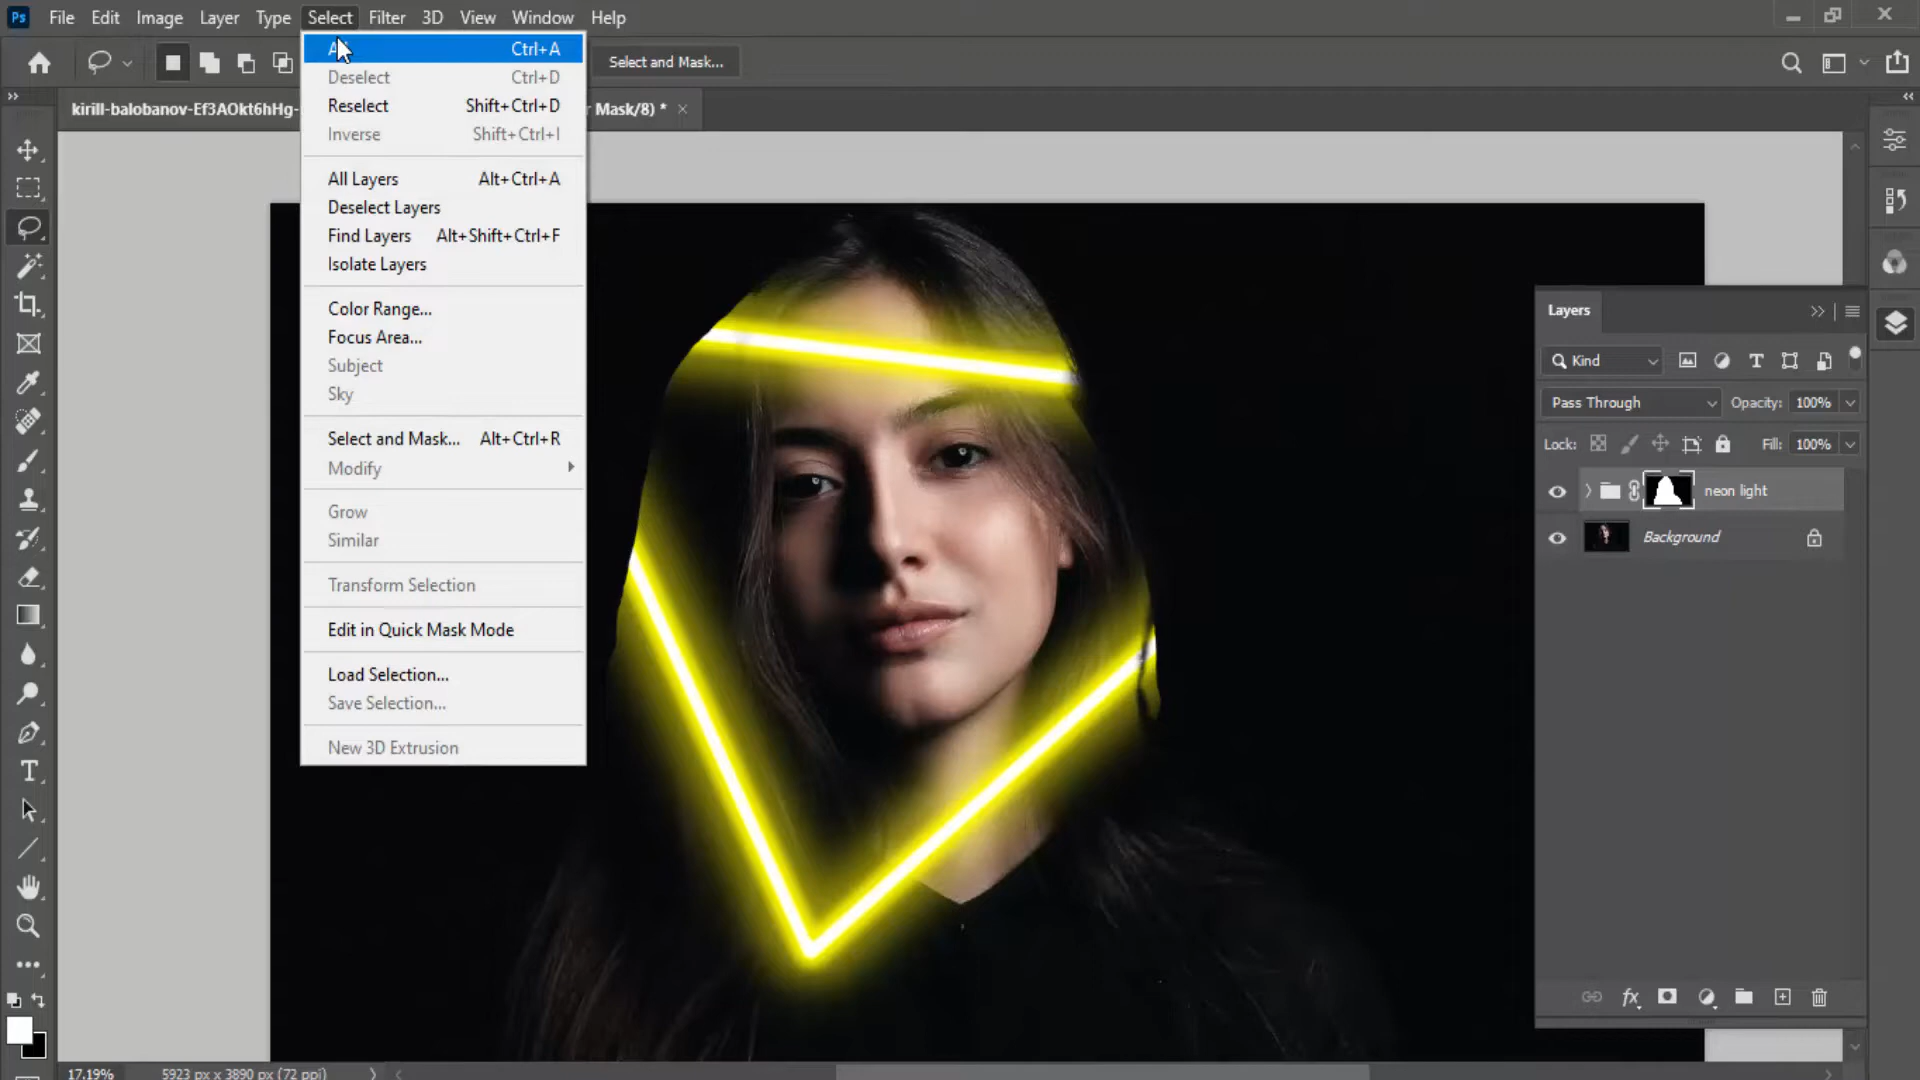 Ps File Edit Image Layer Type Select Filter 3D View Window Help
Select and Mask...
kirill-balobanov-Ef3AOkt6hHg- r Mask/8) * ×
Ctrl+A
Deselect Ctrl+D
Reselect Shift+Ctrl+D
Inverse Shift+Ctrl+I
All Layers Alt+Ctrl+A
Deselect Layers
Find Layers Alt+Shift+Ctrl+F
Isolate Layers
Color Range...
Focus Area...
Subject
Sky
Select and Mask... Alt+Ctrl+R
Modify
Grow
Similar
Transform Selection
Edit in Quick Mask Mode
Load Selection...
Save Selection...
New 3D Extrusion
Layers
Kind
Pass Through Opacity: 100%
Lock: Fill: 100%
neon light
Background
fx
17.19% 5923 px x 3890 px (72 ppi)